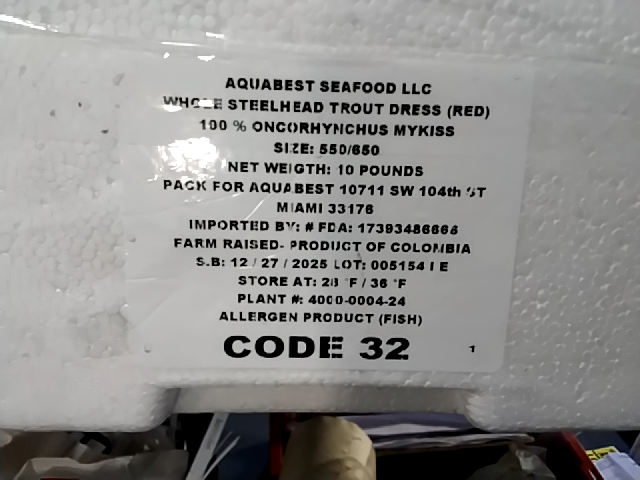 AQUABEST SEAFOOD LLC
WHOLE STEELHEAD TROUT DRESS (RED)
100 % ONCORHYNCHUS MYKISS
SIZE: 550/650
NET WEIGTH: 10 POUNDS
PACK FOR AQUABEST 10711 SW 104th ST
MIAMI 33176
IMPORTED BY: # FDA: 17393486666
FARM RAISED- PRODUCT OF COLOMBIA
S.B: 12 / 27 / 2025 LOT: 005154 I E
STORE AT: 28 °F / 36 °F
PLANT #: 4000-0004-24
ALLERGEN PRODUCT (FISH)
CODE 32 1